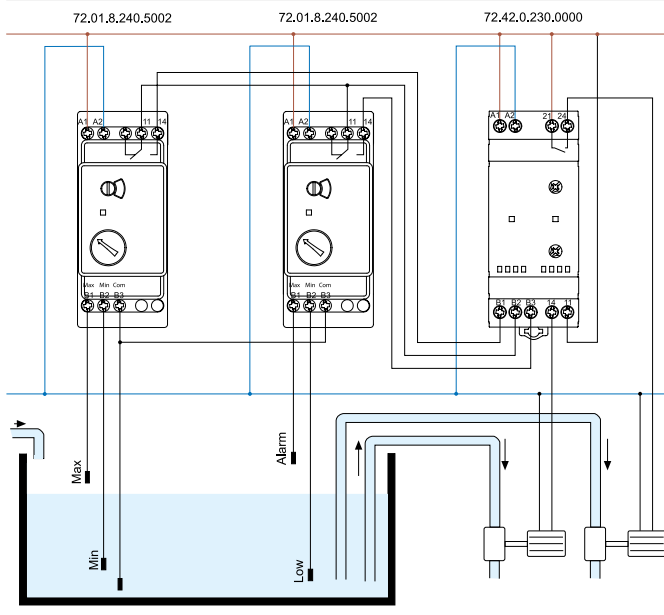 72.01.8.240.5002 72.01.8.240.5002 72.42.0.230.0000
A1 A2 11 14 A1 A2 11 14 A1 A2 21 24
Max Min Com Max Min Com
B1 B2 B3 B1 B2 B3 B1 B2 B3 14 11
Max
Alarm
Min
Low